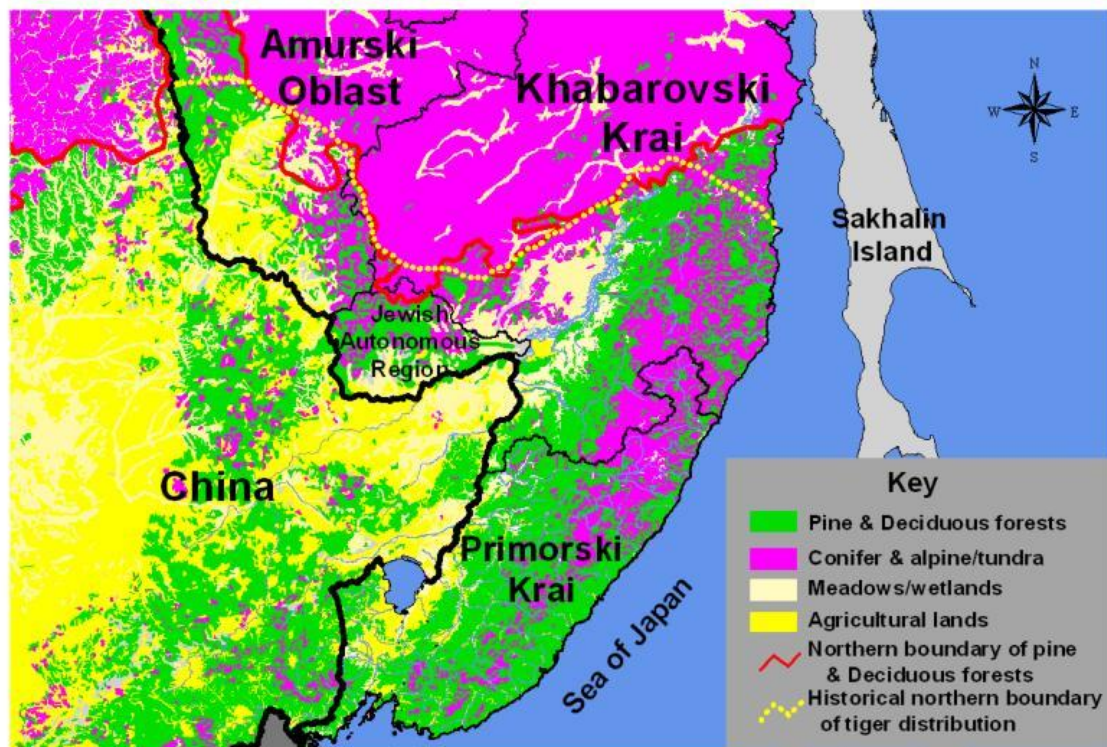 Amurski
Oblast
Khabarovski
Krai
N
W E
S
Sakhalin
Island
Jewish
Autonomous
Region
China
Primorski
Krai
Sea of Japan
Key
Pine & Deciduous forests
Conifer & alpine/tundra
Meadows/wetlands
Agricultural lands
Northern boundary of pine
& Deciduous forests
Historical northern boundary
of tiger distribution